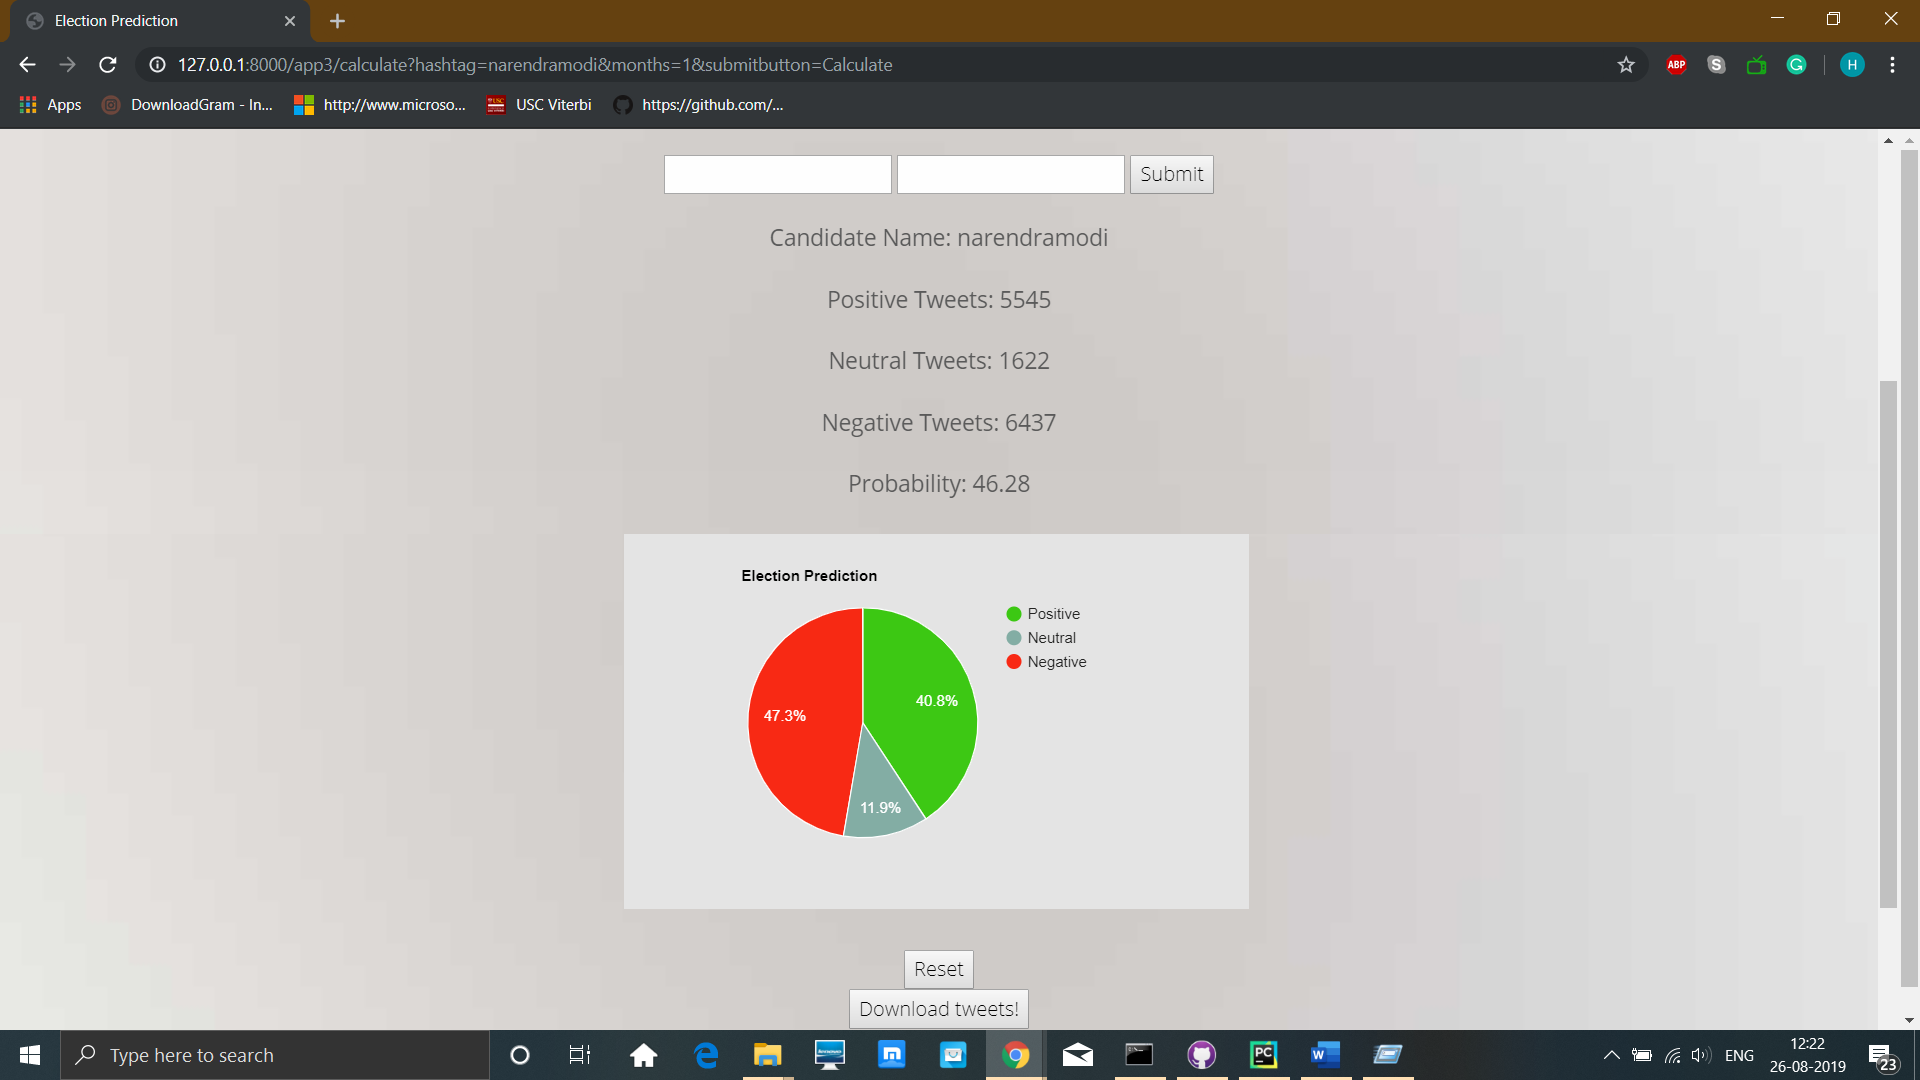 Election Prediction
127.0.0.1:8000/app3/calculate?hashtag=narendramodi&months=1&submitbutton=Calculate
ABP
S
G
H
Apps
DownloadGram - In...
http://www.microso...
USC Viterbi
https://github.com/...
Submit
Candidate Name: narendramodi
Positive Tweets: 5545
Neutral Tweets: 1622
Negative Tweets: 6437
Probability: 46.28
Election Prediction
Positive
Neutral
Negative
40.8%
47.3%
11.9%
Reset
Download tweets!
Type here to search
PC
W
ENG
12:22
26-08-2019
23